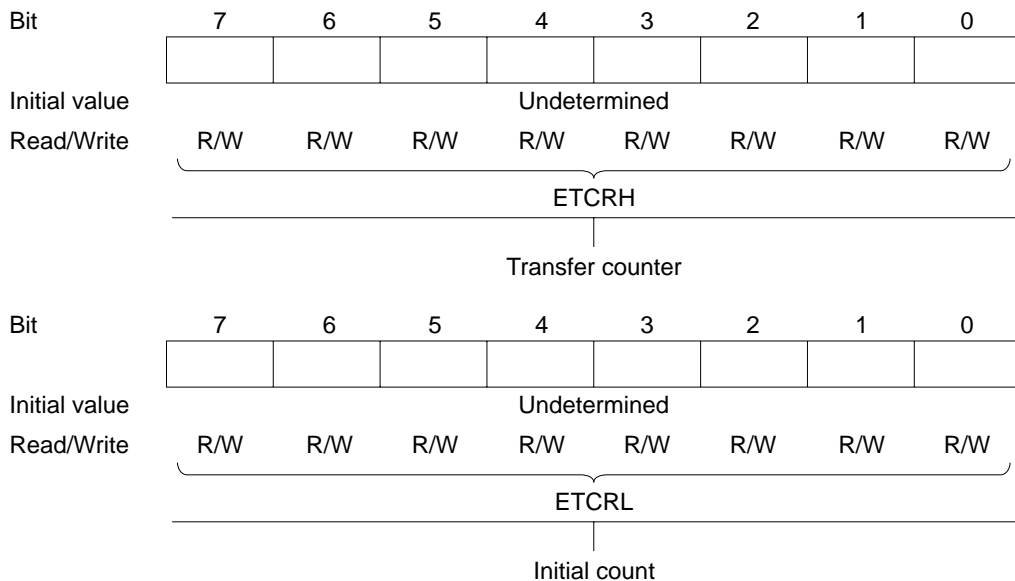 Bit 7 6 5 4 3 2 1 0
Initial value Undetermined
Read/Write R/W R/W R/W R/W R/W R/W R/W R/W
ETCRH
Transfer counter
Bit 7 6 5 4 3 2 1 0
Initial value Undetermined
Read/Write R/W R/W R/W R/W R/W R/W R/W R/W
ETCRL
Initial count